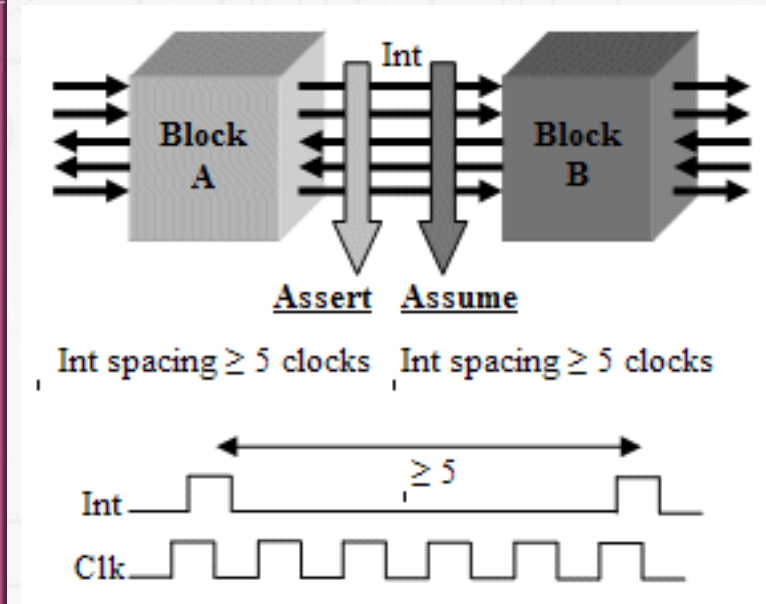 Int
Block A
Block B
Assert Assume
Int spacing ≥ 5 clocks Int spacing ≥ 5 clocks
≥ 5
Int
Clk